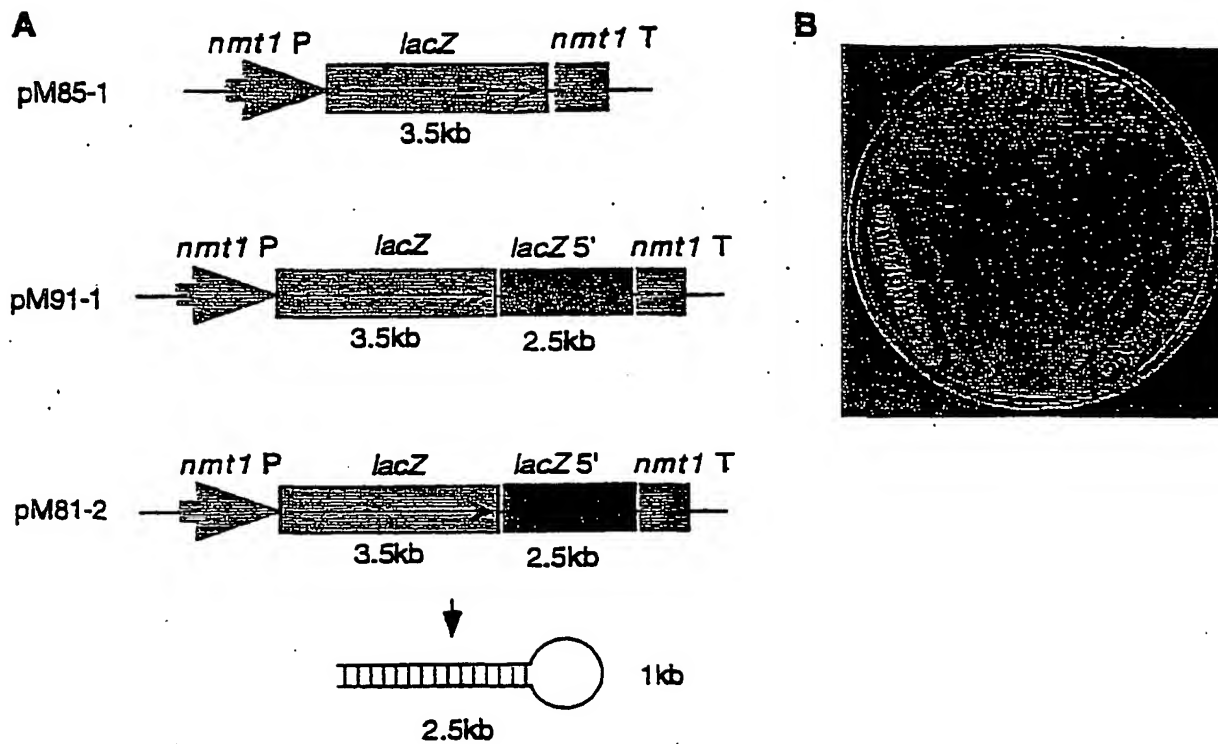 A
B
nmt1 P lacZ nmt1 T
pM85-1
3.5kb
nmt1 P lacZ lacZ 5' nmt1 T
pM91-1
3.5kb 2.5kb
nmt1 P lacZ lacZ 5' nmt1 T
pM81-2
3.5kb 2.5kb
1kb
2.5kb